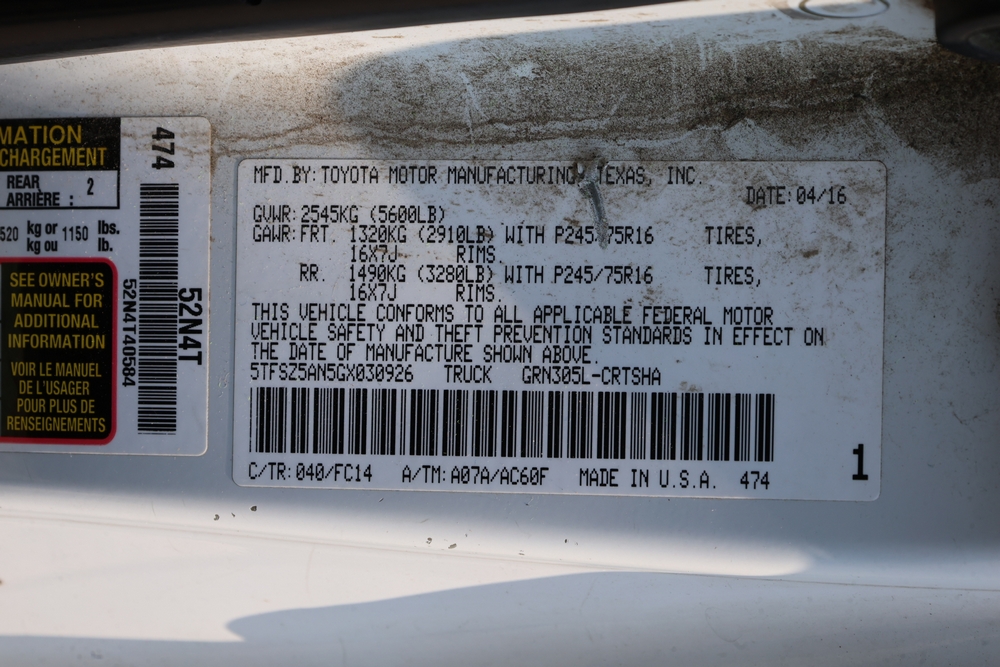 MATION
CHARGEMENT
REAR
ARRIÈRE : 2
520 kg or 1150 lbs.
kg ou lb.
SEE OWNER'S
MANUAL FOR
ADDITIONAL
INFORMATION
VOIR LE MANUEL
DE L'USAGER
POUR PLUS DE
RENSEIGNEMENTS
474
52N4T40584
52N4T
MFD.BY:TOYOTA MOTOR MANUFACTURING, TEXAS, INC.
DATE:04/16
GVWR:2545KG (5600LB)
GAWR:FRT. 1320KG (2910LB) WITH P245/75R16 TIRES,
16X7J RIMS.
RR. 1490KG (3280LB) WITH P245/75R16 TIRES,
16X7J RIMS.
THIS VEHICLE CONFORMS TO ALL APPLICABLE FEDERAL MOTOR
VEHICLE SAFETY AND THEFT PREVENTION STANDARDS IN EFFECT ON
THE DATE OF MANUFACTURE SHOWN ABOVE.
5TFSZ5AN5GX030926 TRUCK GRN305L-CRTSHA
C/TR:040/FC14 A/TM:A07A/AC60F MADE IN U.S.A. 474
1